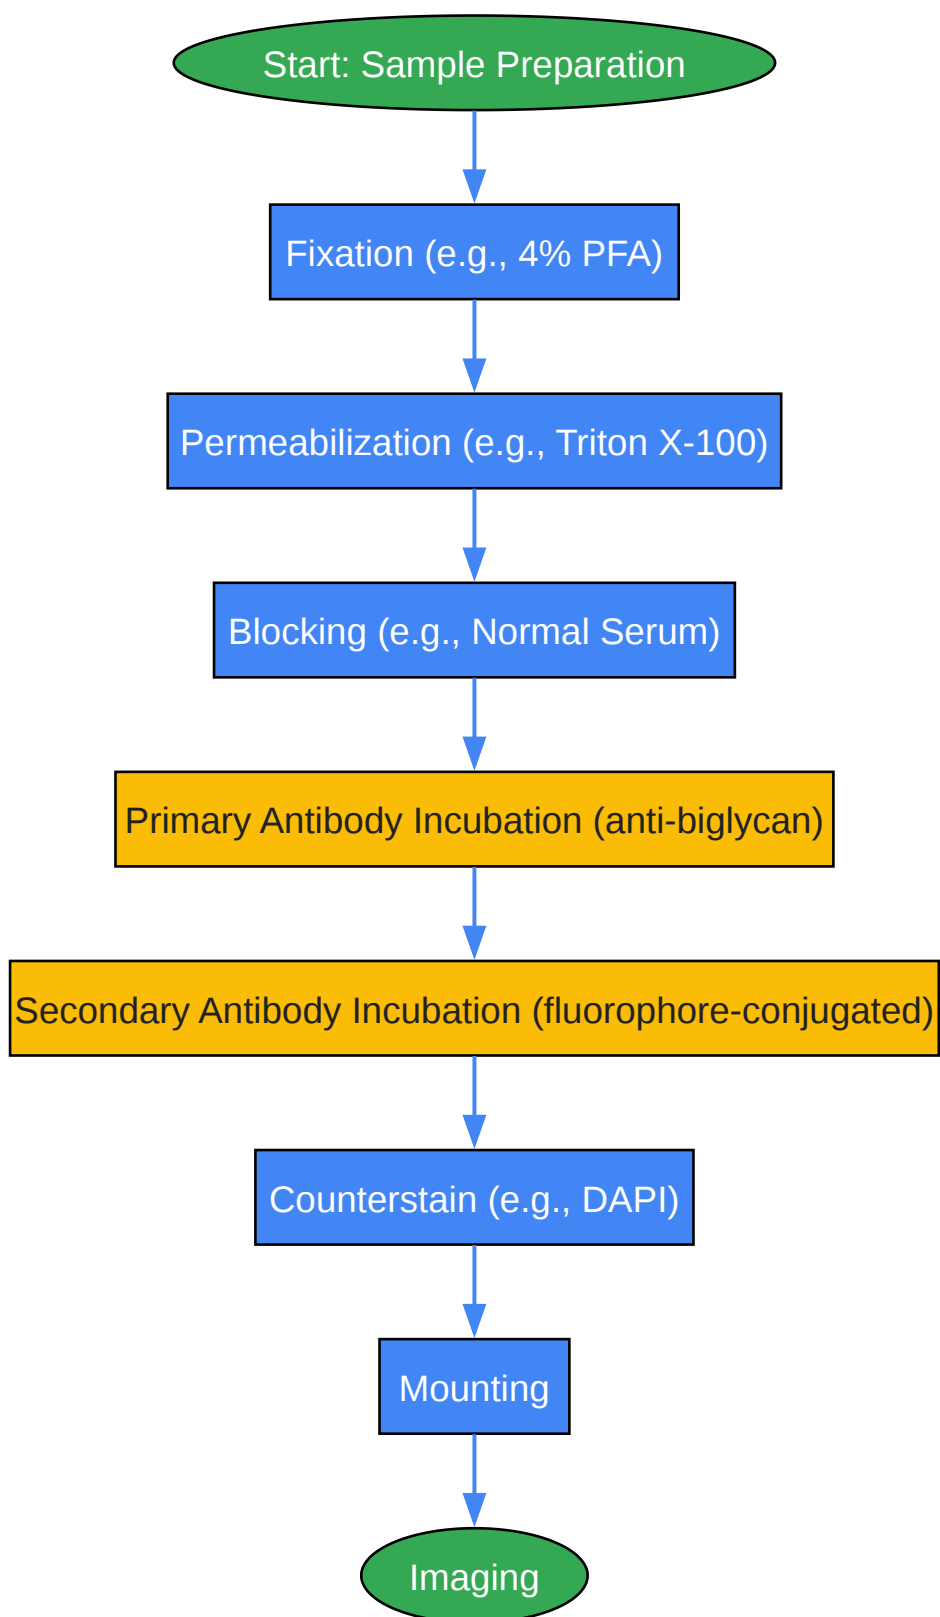 Start: Sample Preparation
Fixation (e.g., 4% PFA)
Permeabilization (e.g., Triton X-100)
Blocking (e.g., Normal Serum)
Primary Antibody Incubation (anti-biglycan)
Secondary Antibody Incubation (fluorophore-conjugated)
Counterstain (e.g., DAPI)
Mounting
Imaging